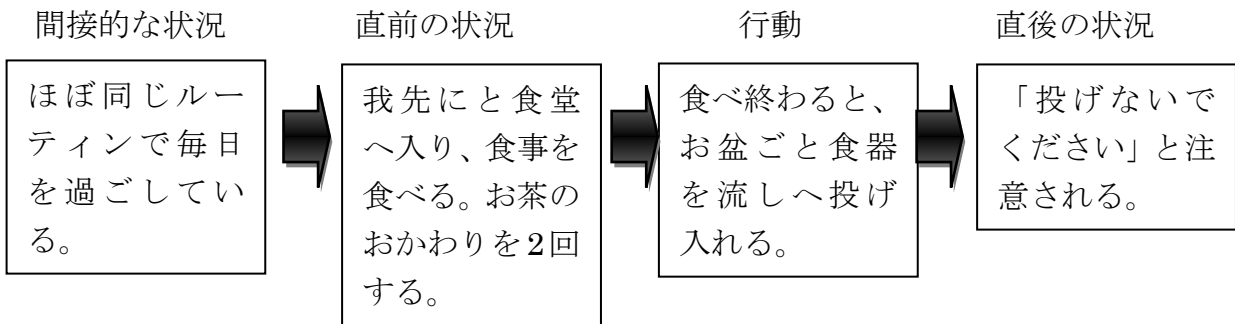 間接的な状況
直前の状況
行動
直後の状況
ほぼ同じルー
ティンで毎日
を過ごしてい
る。
我先にと食堂
へ入り、食事を
食べる。お茶の
おかわりを2回
する。
食べ終わると、
お盆ごと食器
を流しへ投げ
入れる。
「投げないで
ください」と注
意される。